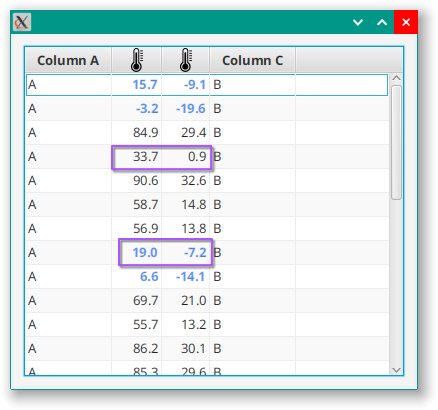 Column A Column C
A 15.7 -9.1 B
A -3.2 -19.6 B
A 84.9 29.4 B
A 33.7 0.9 B
A 90.6 32.6 B
A 58.7 14.8 B
A 56.9 13.8 B
A 19.0 -7.2 B
A 6.6 -14.1 B
A 69.7 21.0 B
A 55.7 13.2 B
A 86.2 30.1 B
A 85.3 29.6 B